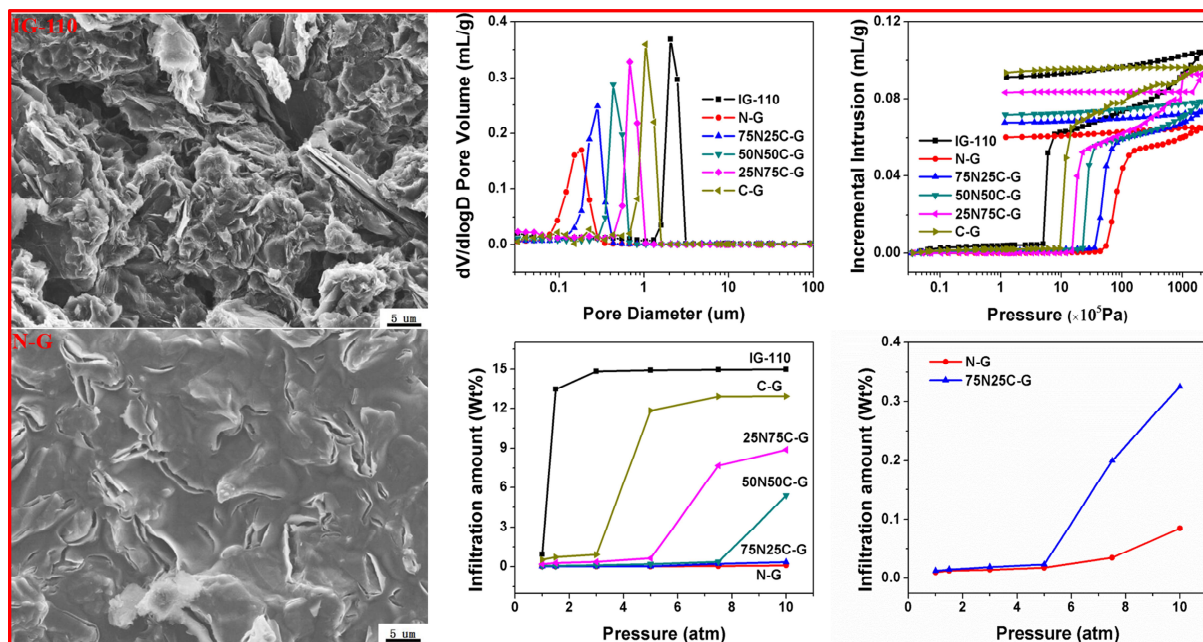 IG-110
5 um
dV/dlogD Pore Volume (mL/g)
0.4
0.3
0.2
0.1
0.0
0.1
1
10
100
Pore Diameter (um)
IG-110
N-G
75N25C-G
50N50C-G
25N75C-G
C-G
Incremental Intrusion (mL/g)
0.12
0.08
0.04
0.00
0.1
1
10
100
1000
Pressure (×10⁵Pa)
IG-110
N-G
75N25C-G
50N50C-G
25N75C-G
C-G
N-G
5 um
Infiltration amount (Wt%)
15
12
9
6
3
0
0
2
4
6
8
10
Pressure (atm)
IG-110
C-G
25N75C-G
50N50C-G
75N25C-G
N-G
Infiltration amount (Wt%)
0.4
0.3
0.2
0.1
0.0
0
2
4
6
8
10
Pressure (atm)
N-G
75N25C-G